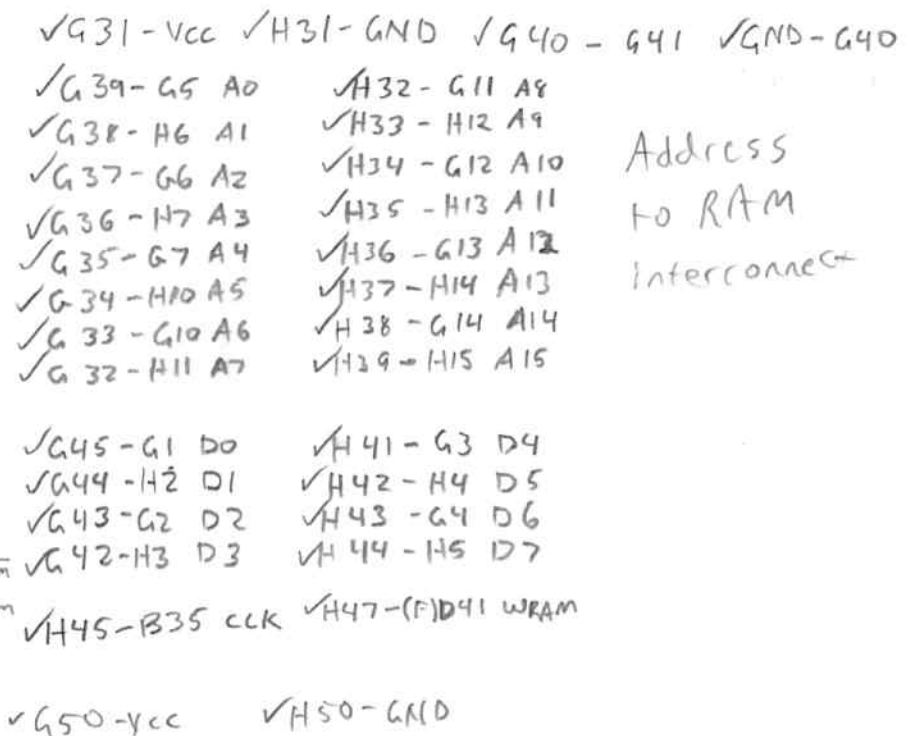 ✓G31-Vcc ✓H31-GND ✓G40-G41 ✓GND-G40
✓G39-G5 A0 ✓H32-G11 A8
✓G38-H6 A1 ✓H33-H12 A9
✓G37-G6 A2 ✓H34-G12 A10
✓G36-H7 A3 ✓H35-H13 A11
✓G35-G7 A4 ✓H36-G13 A12
✓G34-H10 A5 ✓H37-H14 A13
✓G33-G10 A6 ✓H38-G14 A14
✓G32-H11 A7 ✓H39-H15 A15
Address
to RAM
interconnect
✓G45-G1 D0 ✓H41-G3 D4
✓G44-H2 D1 ✓H42-H4 D5
✓G43-G2 D2 ✓H43-G4 D6
✓G42-H3 D3 ✓H44-H5 D7
✓H45-B35 CCK ✓H47-(F)D41 WRAM
✓G50-Vcc ✓H50-GND